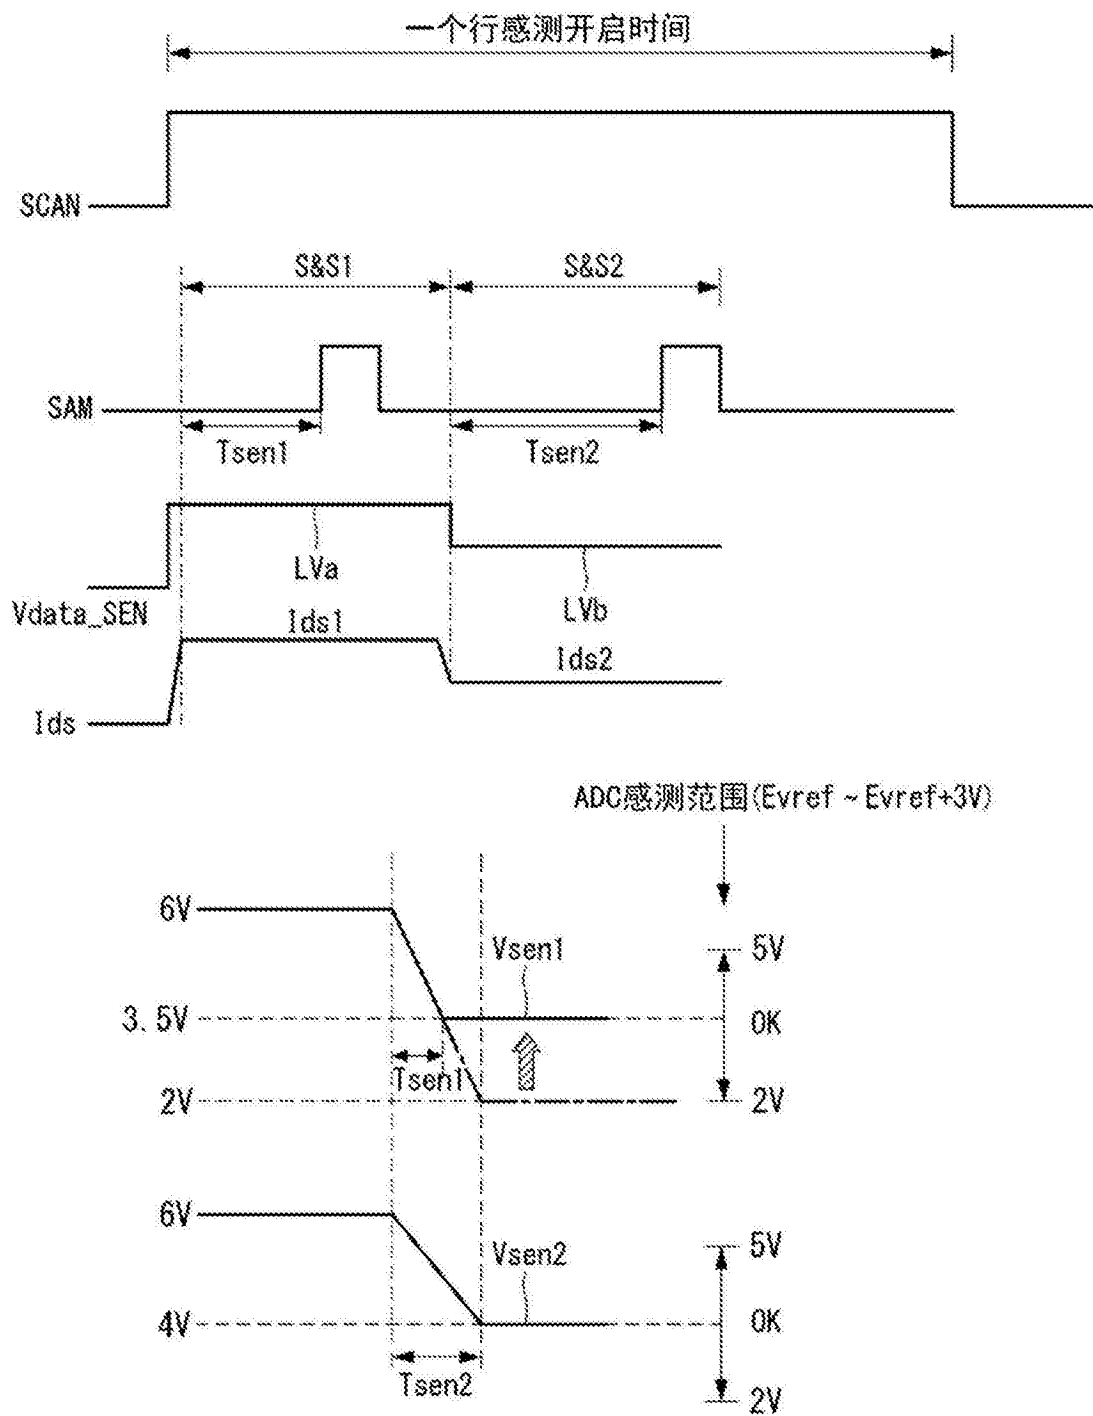 一个行感测开启时间
SCAN
S&S1
S&S2
SAM
Tsen1
Tsen2
LVa
Vdata_SEN
LVb
Ids1
Ids2
Ids
ADC感测范围(Evref ~ Evref+3V)
6V
Vsen1
5V
3.5V
OK
Tsen1
2V
2V
6V
Vsen2
5V
4V
OK
Tsen2
2V